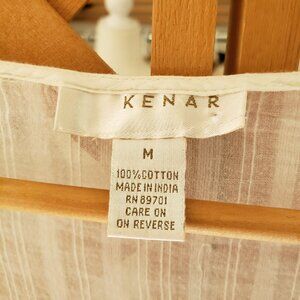 KENAR
M
100% COTTON
MADE IN INDIA
RN 89701
CARE ON
ON REVERSE